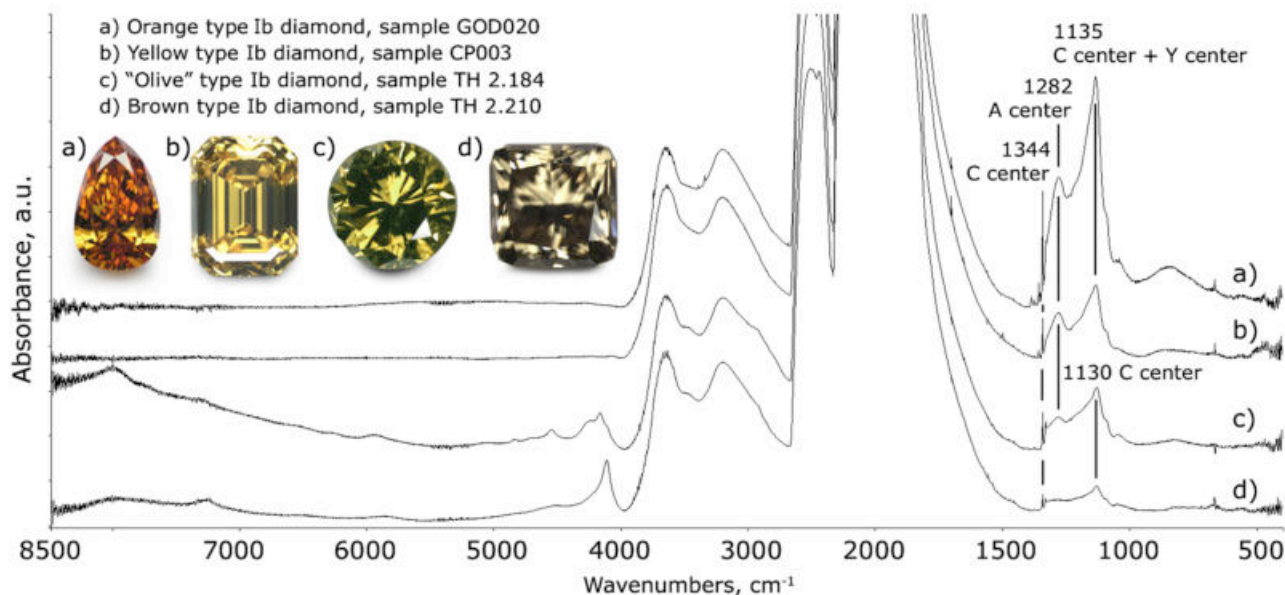 a) Orange type Ib diamond, sample GOD020
b) Yellow type Ib diamond, sample CP003
c) “Olive” type Ib diamond, sample TH 2.184
d) Brown type Ib diamond, sample TH 2.210
1135
C center + Y center
1282
A center
1344
C center
a) b) c) d)
a)
b)
1130 C center
c)
d)
Absorbance, a.u.
8500 7000 6000 5000 4000 3000 2000 1500 1000 500
Wavenumbers, cm⁻¹